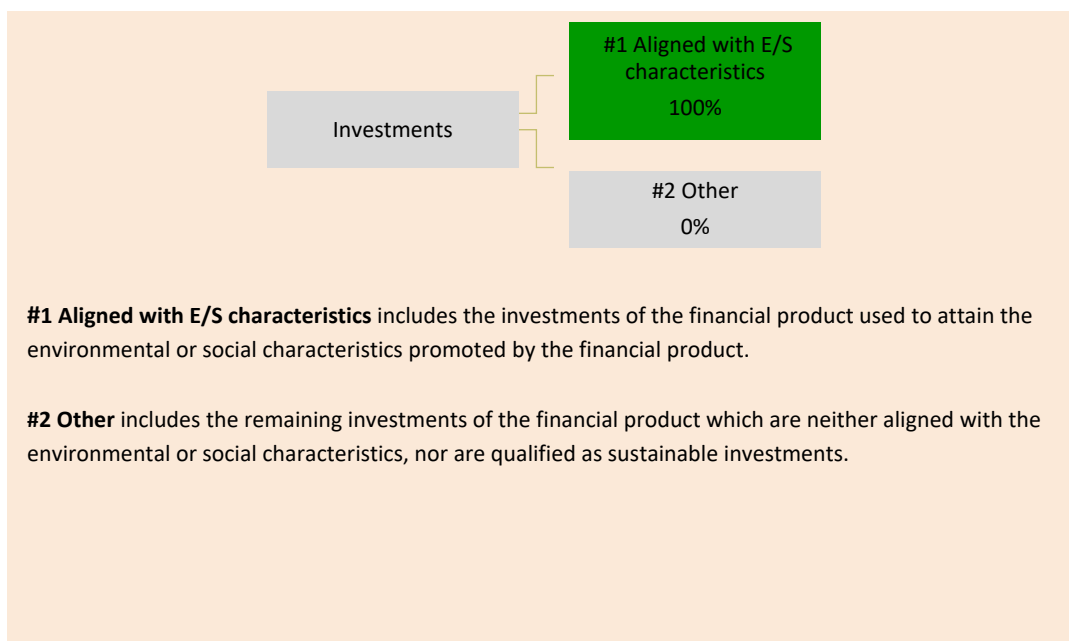 #1 Aligned with E/S
characteristics
100%
Investments
#2 Other
0%
#1 Aligned with E/S characteristics includes the investments of the financial product used to attain the
environmental or social characteristics promoted by the financial product.
#2 Other includes the remaining investments of the financial product which are neither aligned with the
environmental or social characteristics, nor are qualified as sustainable investments.